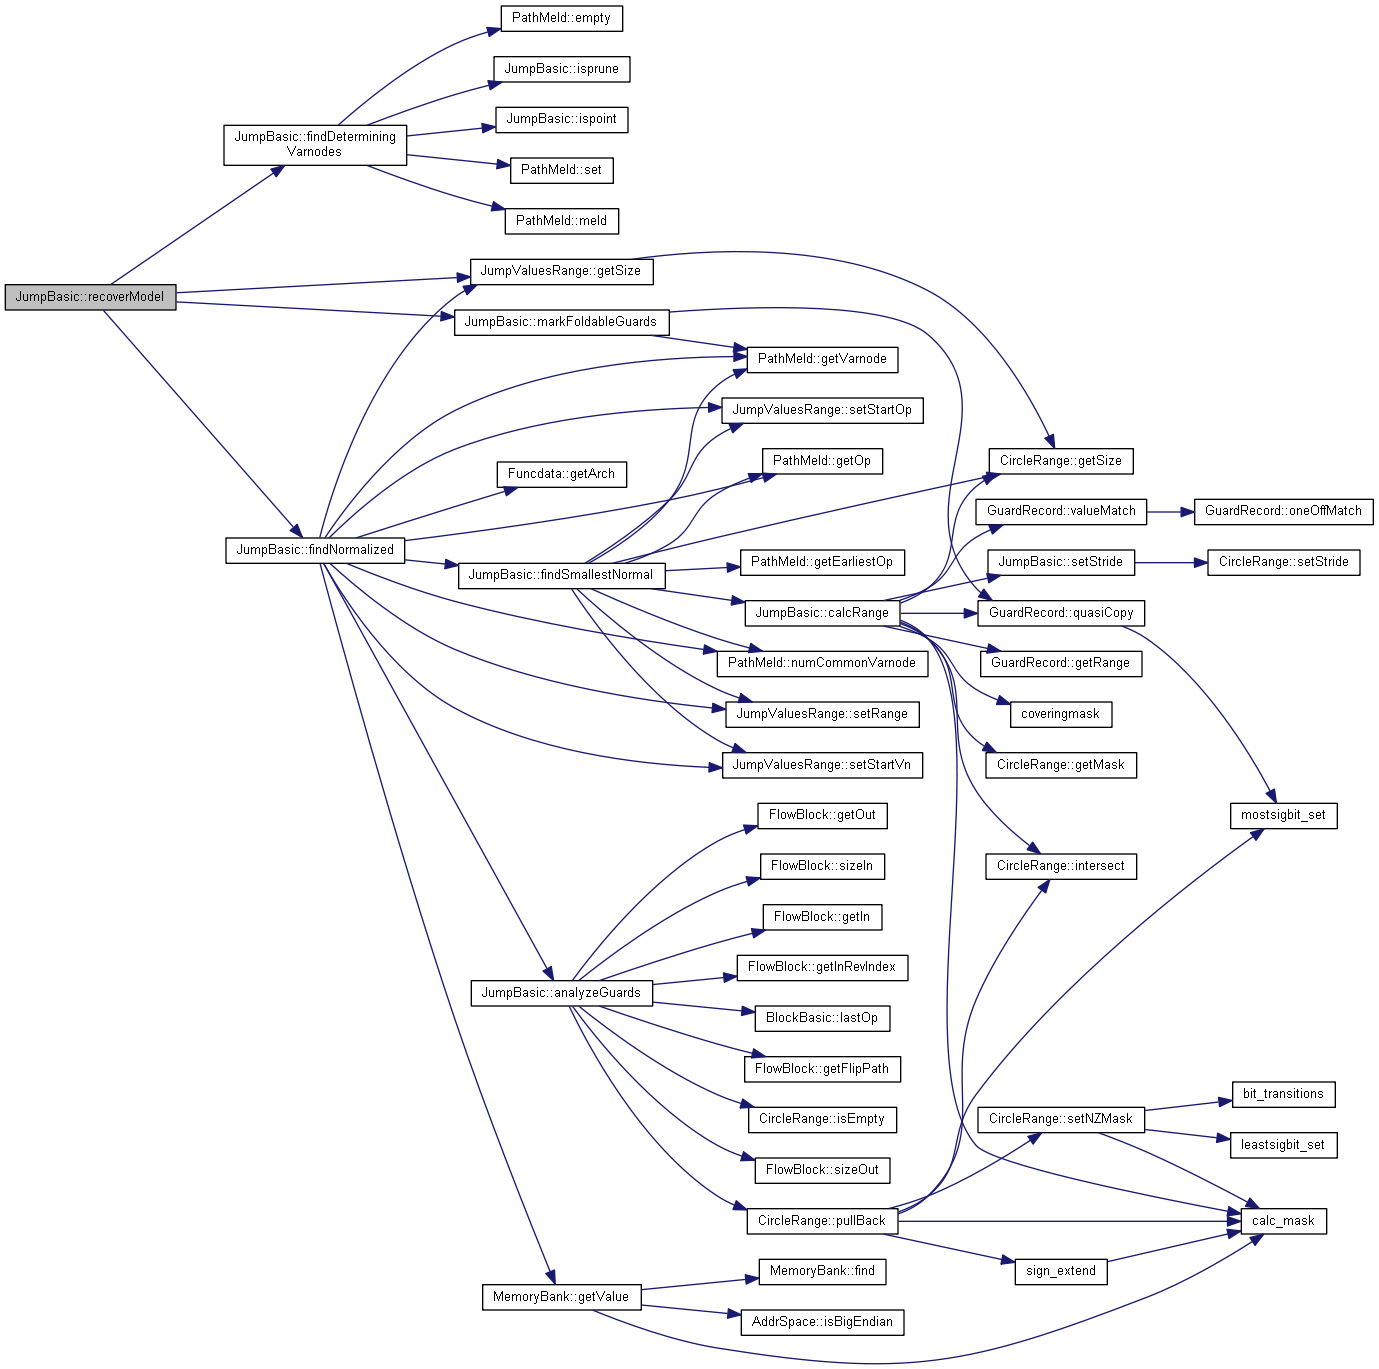 PathMeld::empty
JumpBasic::isprune
JumpBasic::ispoint
JumpBasic::findDetermining
Varnodes
PathMeld::set
PathMeld::meld
JumpValuesRange::getSize
JumpBasic::recoverModel
JumpBasic::markFoldableGuards
PathMeld::getVarnode
JumpValuesRange::setStartOp
PathMeld::getOp
CircleRange::getSize
Funcdata::getArch
GuardRecord::valueMatch
GuardRecord::oneOffMatch
JumpBasic::findNormalized
PathMeld::getEarliestOp
JumpBasic::setStride
CircleRange::setStride
JumpBasic::findSmallestNormal
JumpBasic::calcRange
GuardRecord::quasiCopy
PathMeld::numCommonVarnode
GuardRecord::getRange
JumpValuesRange::setRange
coveringmask
JumpValuesRange::setStartVn
CircleRange::getMask
FlowBlock::getOut
mostsigbit_set
FlowBlock::sizeIn
CircleRange::intersect
FlowBlock::getIn
FlowBlock::getInRevIndex
JumpBasic::analyzeGuards
BlockBasic::lastOp
FlowBlock::getFlipPath
bit_transitions
CircleRange::isEmpty
CircleRange::setNZMask
leastsigbit_set
FlowBlock::sizeOut
CircleRange::pullBack
calc_mask
MemoryBank::find
sign_extend
MemoryBank::getValue
AddrSpace::isBigEndian